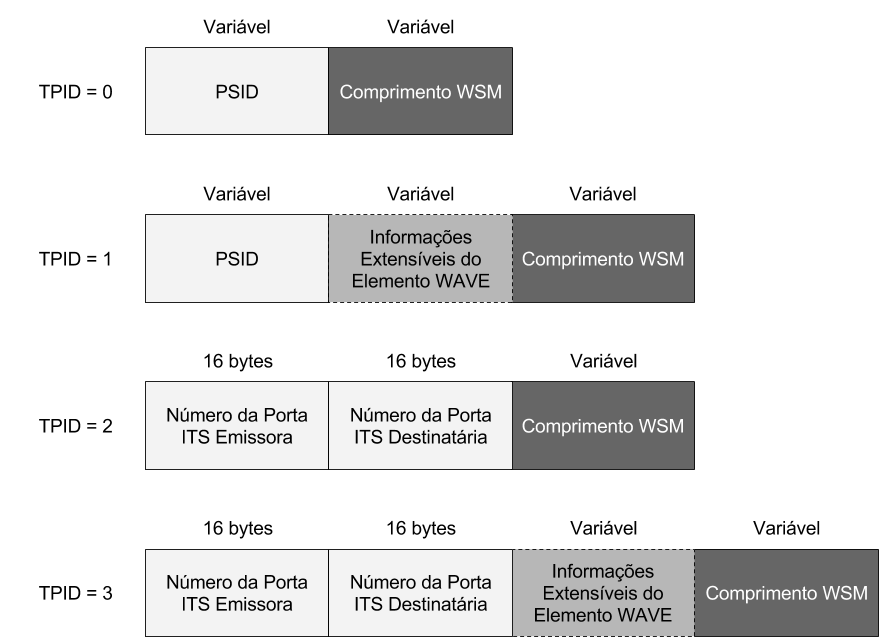 Variável Variável
TPID = 0 PSID Comprimento WSM
Variável Variável Variável
TPID = 1 PSID Informações
Extensíveis do
Elemento WAVE Comprimento WSM
16 bytes 16 bytes Variável
TPID = 2 Número da Porta
ITS Emissora Número da Porta
ITS Destinatária Comprimento WSM
16 bytes 16 bytes Variável Variável
TPID = 3 Número da Porta
ITS Emissora Número da Porta
ITS Destinatária Informações
Extensíveis do
Elemento WAVE Comprimento WSM